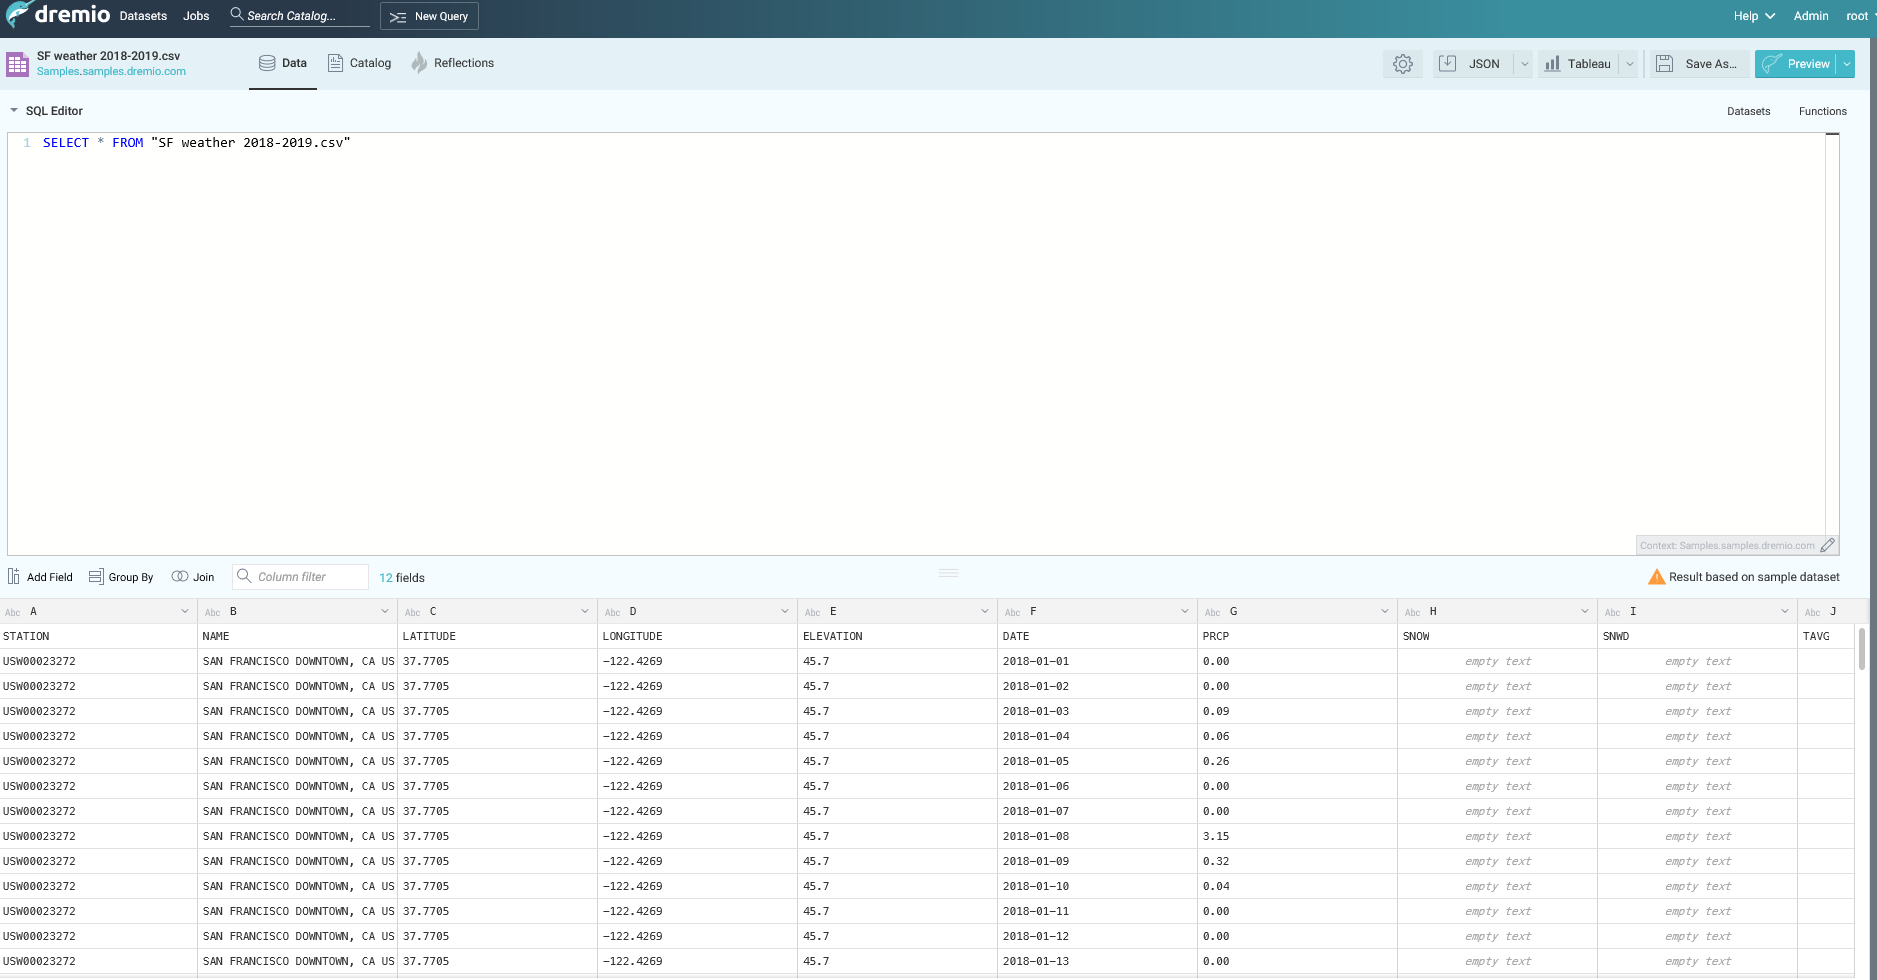 dremio Datasets Jobs Search Catalog... New Query Help Admin root
SF weather 2018-2019.csv
Samples.samples.dremio.com
Data Catalog Reflections JSON Tableau Save As... Preview
SQL Editor Datasets Functions
1 SELECT * FROM "SF weather 2018-2019.csv"
Context: Samples.samples.dremio.com
Add Field Group By Join Column filter 12 fields Result based on sample dataset
Abc A Abc B Abc C Abc D Abc E Abc F Abc G Abc H Abc I Abc J
STATION NAME LATITUDE LONGITUDE ELEVATION DATE PRCP SNOW SNWD TAVG
USW00023272 SAN FRANCISCO DOWNTOWN, CA US 37.7705 -122.4269 45.7 2018-01-01 0.00 empty text empty text
USW00023272 SAN FRANCISCO DOWNTOWN, CA US 37.7705 -122.4269 45.7 2018-01-02 0.00 empty text empty text
USW00023272 SAN FRANCISCO DOWNTOWN, CA US 37.7705 -122.4269 45.7 2018-01-03 0.09 empty text empty text
USW00023272 SAN FRANCISCO DOWNTOWN, CA US 37.7705 -122.4269 45.7 2018-01-04 0.06 empty text empty text
USW00023272 SAN FRANCISCO DOWNTOWN, CA US 37.7705 -122.4269 45.7 2018-01-05 0.26 empty text empty text
USW00023272 SAN FRANCISCO DOWNTOWN, CA US 37.7705 -122.4269 45.7 2018-01-06 0.00 empty text empty text
USW00023272 SAN FRANCISCO DOWNTOWN, CA US 37.7705 -122.4269 45.7 2018-01-07 0.00 empty text empty text
USW00023272 SAN FRANCISCO DOWNTOWN, CA US 37.7705 -122.4269 45.7 2018-01-08 3.15 empty text empty text
USW00023272 SAN FRANCISCO DOWNTOWN, CA US 37.7705 -122.4269 45.7 2018-01-09 0.32 empty text empty text
USW00023272 SAN FRANCISCO DOWNTOWN, CA US 37.7705 -122.4269 45.7 2018-01-10 0.04 empty text empty text
USW00023272 SAN FRANCISCO DOWNTOWN, CA US 37.7705 -122.4269 45.7 2018-01-11 0.00 empty text empty text
USW00023272 SAN FRANCISCO DOWNTOWN, CA US 37.7705 -122.4269 45.7 2018-01-12 0.00 empty text empty text
USW00023272 SAN FRANCISCO DOWNTOWN, CA US 37.7705 -122.4269 45.7 2018-01-13 0.00 empty text empty text